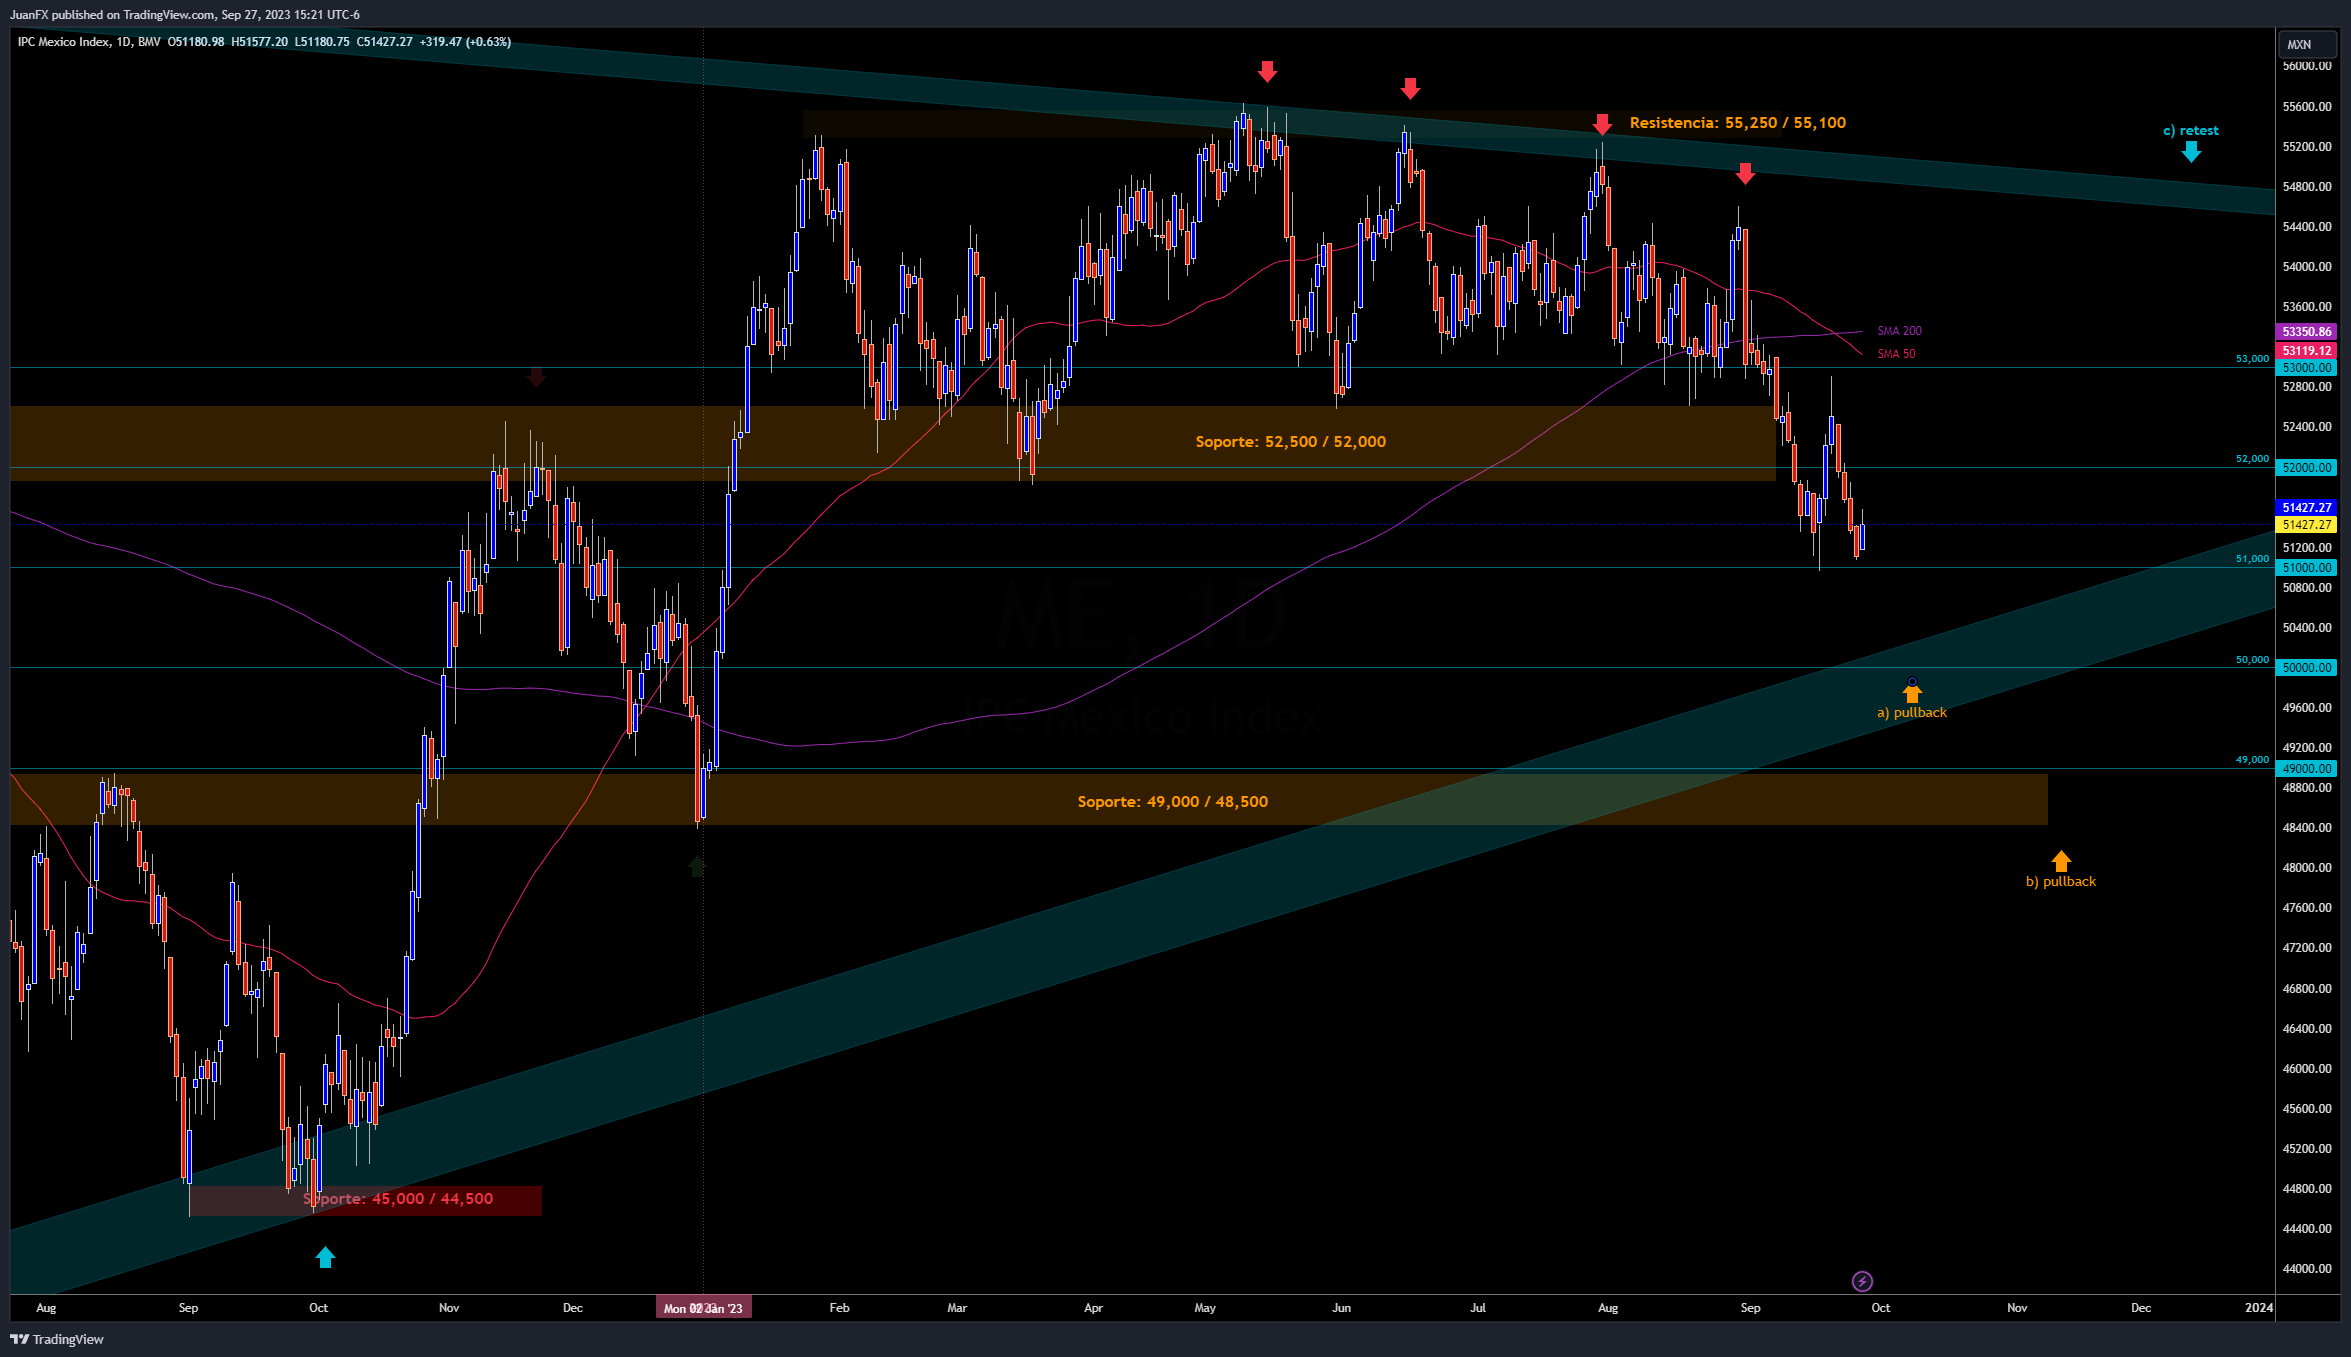 JuanFX published on TradingView.com, Sep 27, 2023 15:21 UTC-6
IPC Mexico Index, 1D, BMV O51180.98 H51577.20 L51180.75 C51427.27 +319.47 (+0.63%)
MXN
56000.00
55600.00
Resistencia: 55,250 / 55,100
c) retest
55200.00
54800.00
54400.00
54000.00
53600.00
SMA 200
53350.86
SMA 50
53119.12
53,000
53000.00
52800.00
Soporte: 52,500 / 52,000
52400.00
52,000
52000.00
51427.27
51427.27
51200.00
51,000
51000.00
50800.00
ME, 1D
50400.00
50,000
50000.00
IPC Mexico Index
a) pullback
49600.00
49200.00
49,000
49000.00
48800.00
Soporte: 49,000 / 48,500
48400.00
48000.00
b) pullback
47600.00
47200.00
46800.00
46400.00
46000.00
45600.00
45200.00
Soporte: 45,000 / 44,500
44800.00
44400.00
44000.00
Aug Sep Oct Nov Dec Mon 02 Jan '23 Feb Mar Apr May Jun Jul Aug Sep Oct Nov Dec 2024
TradingView